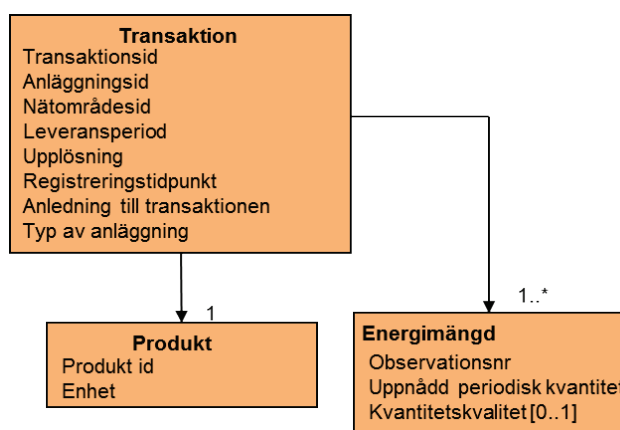 Transaktion
Transaktionsid
Anläggningsid
Nätområdesid
Leveransperiod
Upplösning
Registreringstidpunkt
Anledning till transaktionen
Typ av anläggning
1
1..*
Produkt
Produkt id
Enhet
Energimängd
Observationsnr
Uppnådd periodisk kvantitet
Kvantitetskvalitet [0..1]